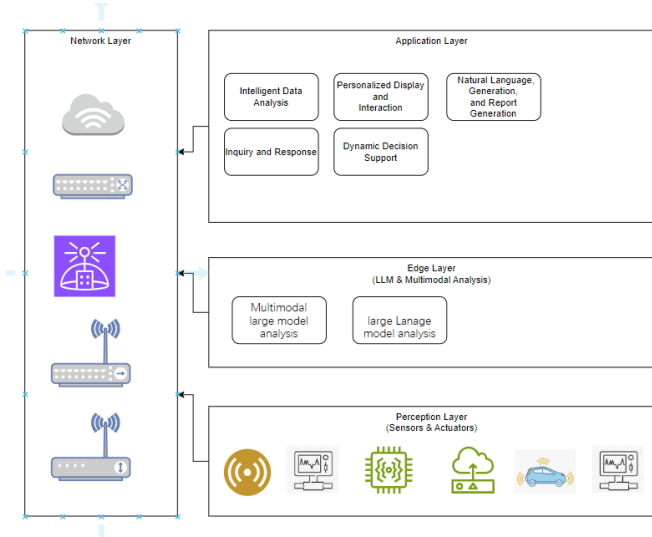 Network Layer
Application Layer
Intelligent Data
Analysis
Personalized Display
and
Interaction
Natural Language,
Generation,
and Report
Generation
Inquiry and Response
Dynamic Decision
Support
Edge Layer
(LLM & Multimodal Analysis)
Multimodal
large model
analysis
large Lanage
model analysis
Perception Layer
(Sensors & Actuators)